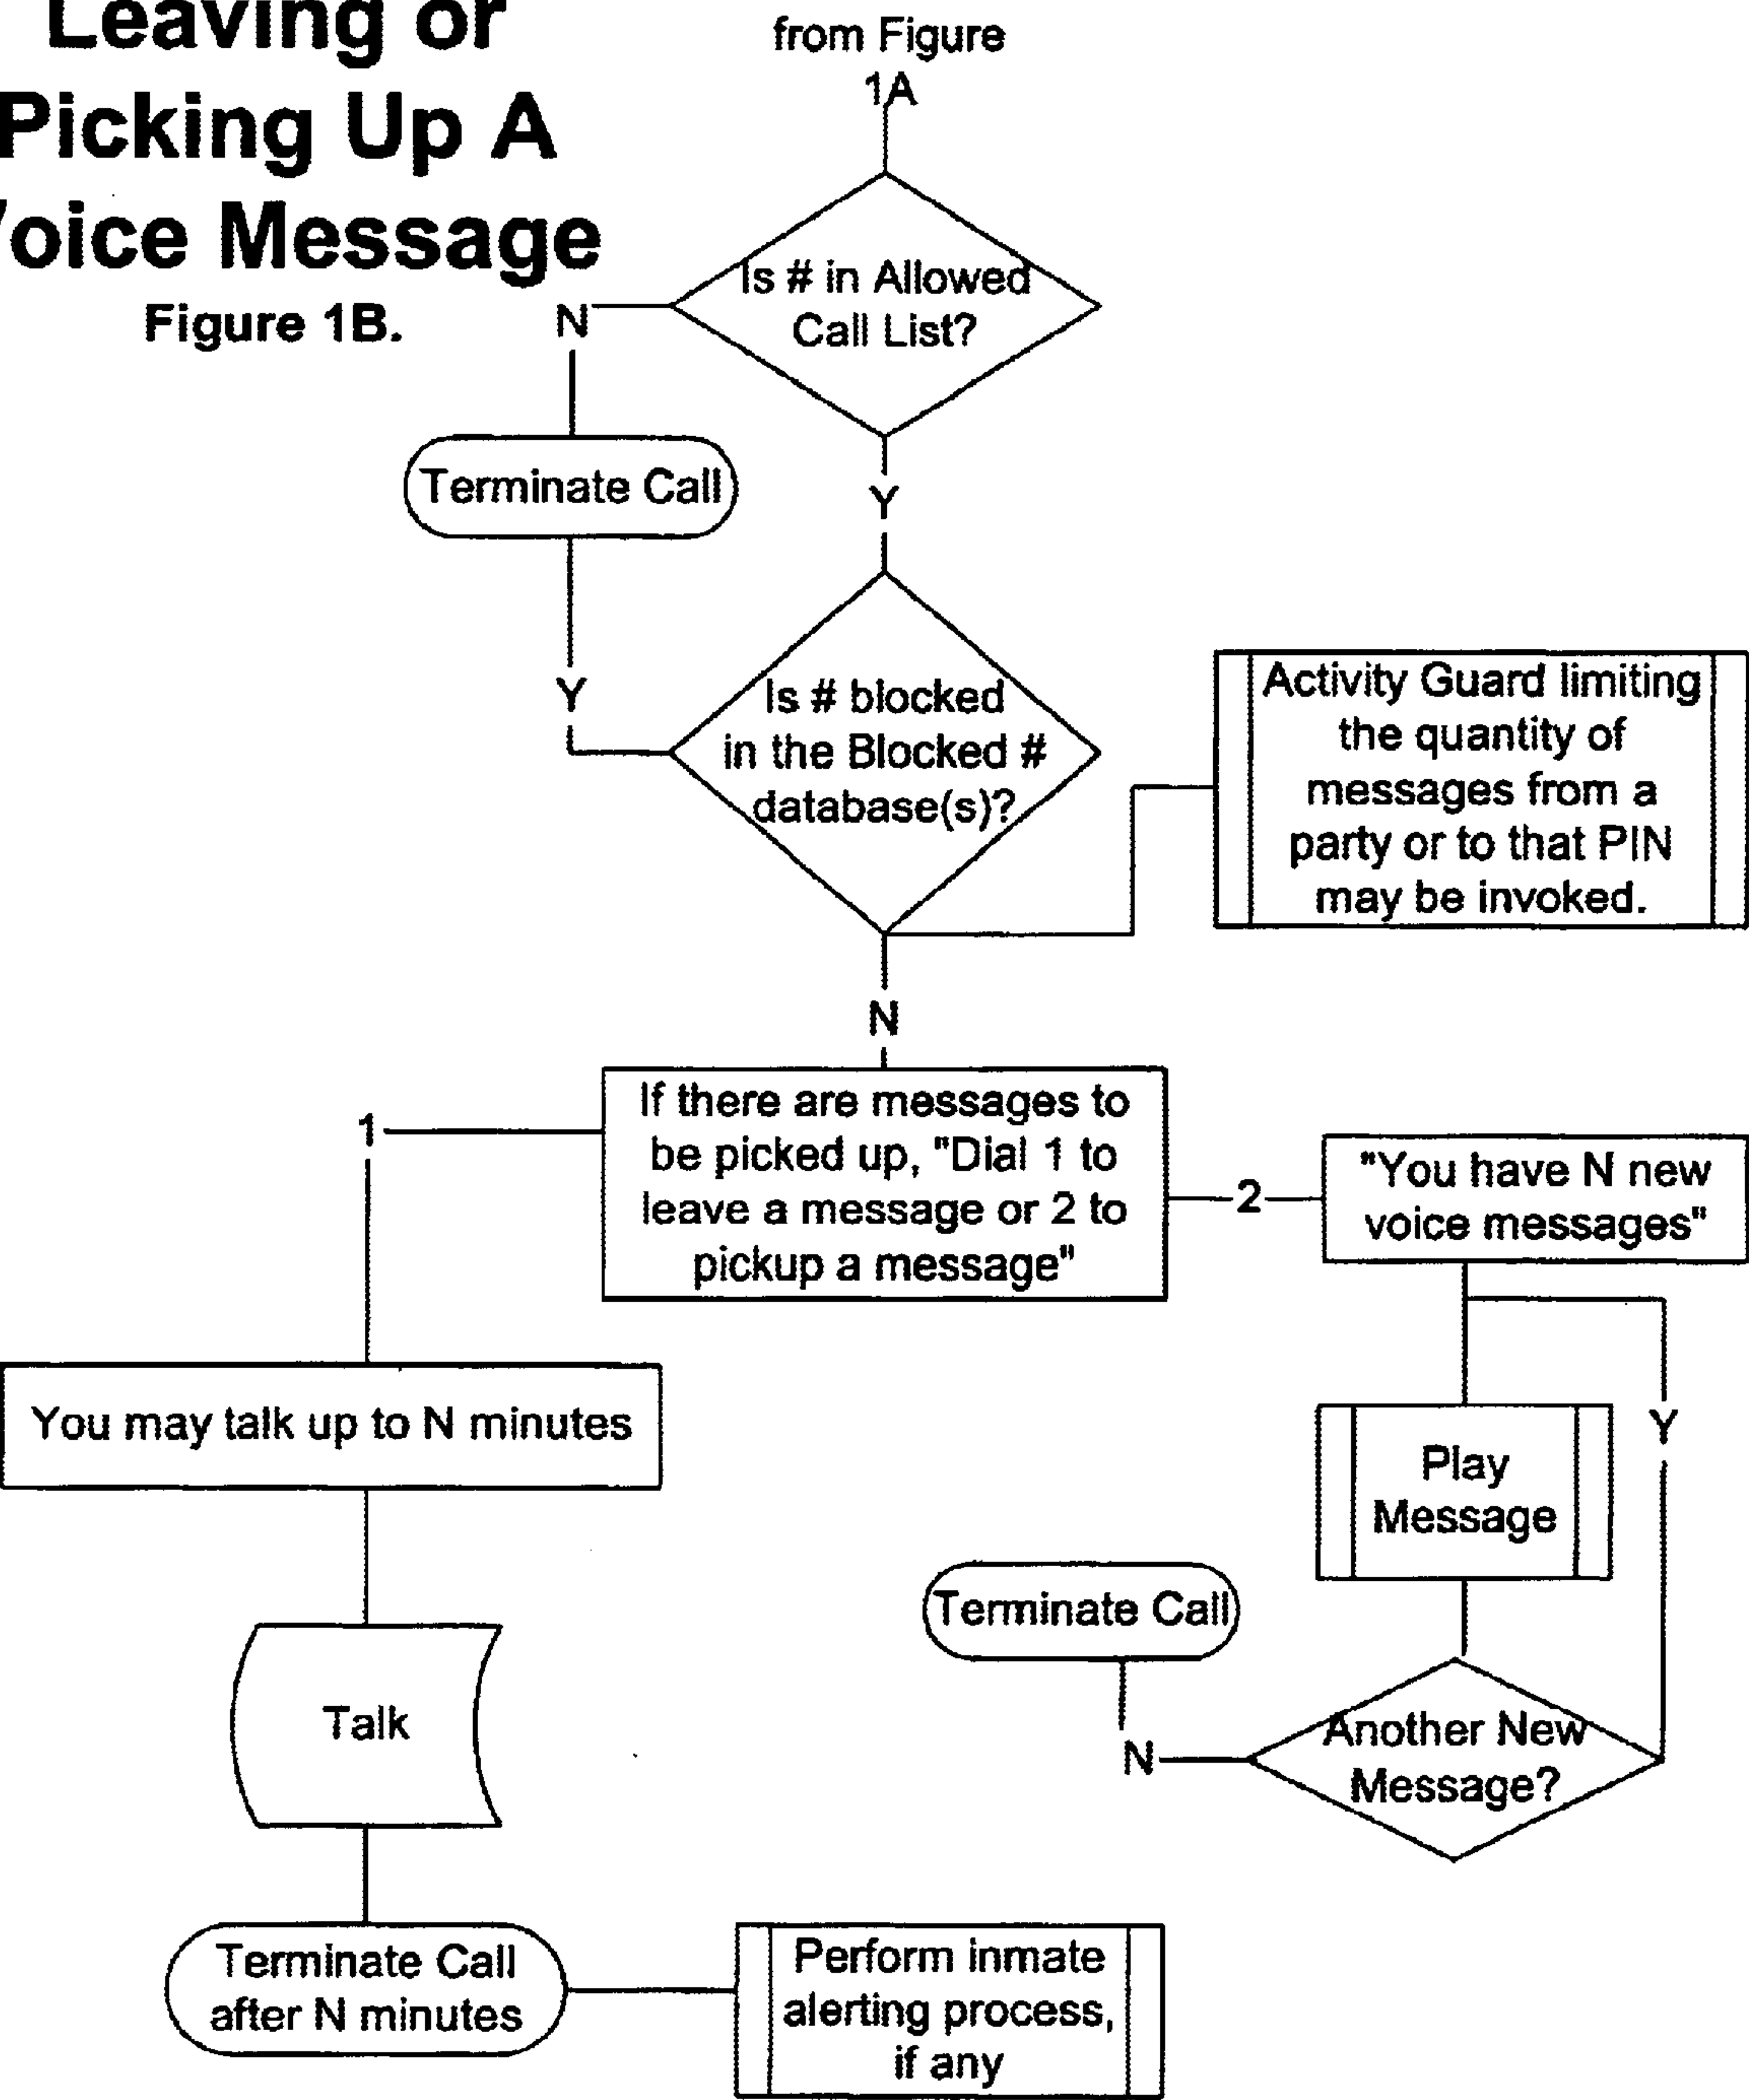 Leaving or
Picking Up A
Voice Message
Figure 1B.
from Figure
1A
Is # in Allowed
Call List?
N
Terminate Call
Y
Y
Is # blocked
in the Blocked #
database(s)?
Activity Guard limiting
the quantity of
messages from a
party or to that PIN
may be invoked.
N
If there are messages to
be picked up, "Dial 1 to
leave a message or 2 to
pickup a message"
1
2
"You have N new
voice messages"
You may talk up to N minutes
Play
Message
Y
Terminate Call
Talk
N
Another New
Message?
Terminate Call
after N minutes
Perform inmate
alerting process,
if any